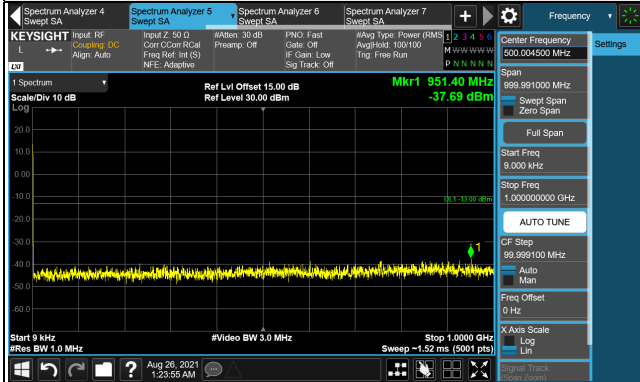 Spectrum Analyzer 4
Swept SA
Spectrum Analyzer 5
Swept SA
Spectrum Analyzer 6
Swept SA
Spectrum Analyzer 7
Swept SA
Frequency
KEYSIGHT
L
LXI
Input: RF
Coupling: DC
Align: Auto
Input Z: 50 Ω
Corr CCorr RCal
Freq Ref: Int (S)
NFE: Adaptive
#Atten: 30 dB
Preamp: Off
PNO: Fast
Gate: Off
IF Gain: Low
Sig Track: Off
#Avg Type: Power (RMS
Avg|Hold: 100/100
Trig: Free Run
1 2 3 4 5 6
M W W W W W
P N N N N N
Center Frequency
500.004500 MHz
Settings
Span
999.991000 MHz
Swept Span
Zero Span
Full Span
Start Freq
9.000 kHz
Stop Freq
1.000000000 GHz
AUTO TUNE
CF Step
99.999100 MHz
Auto
Man
Freq Offset
0 Hz
X Axis Scale
Log
Lin
Signal Track
(Span Zoom)
1 Spectrum
Scale/Div 10 dB
Ref Lvl Offset 15.00 dB
Ref Level 30.00 dBm
Mkr1 951.40 MHz
-37.69 dBm
Log
20.0
10.0
0.00
-10.0
DL1 -13.00 dBm
-20.0
-30.0
1
-40.0
-50.0
-60.0
Start 9 kHz
#Res BW 1.0 MHz
#Video BW 3.0 MHz
Stop 1.0000 GHz
Sweep ~1.52 ms (5001 pts)
?
Aug 26, 2021
1:23:55 AM